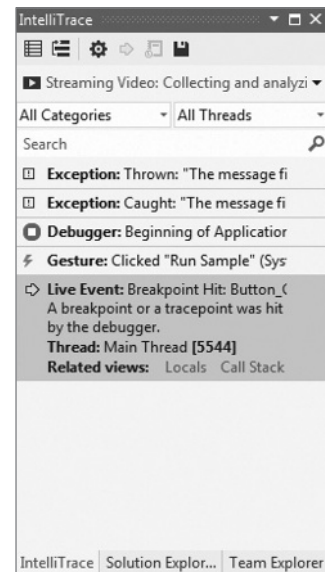 IntelliTrace
Streaming Video: Collecting and analyzi
All Categories All Threads
Search
Exception: Thrown: "The message fi
Exception: Caught: "The message fi
Debugger: Beginning of Application
Gesture: Clicked "Run Sample" (Sys
Live Event: Breakpoint Hit: Button_C
A breakpoint or a tracepoint was hit
by the debugger.
Thread: Main Thread [5544]
Related views: Locals Call Stack
IntelliTrace Solution Explor... Team Explorer